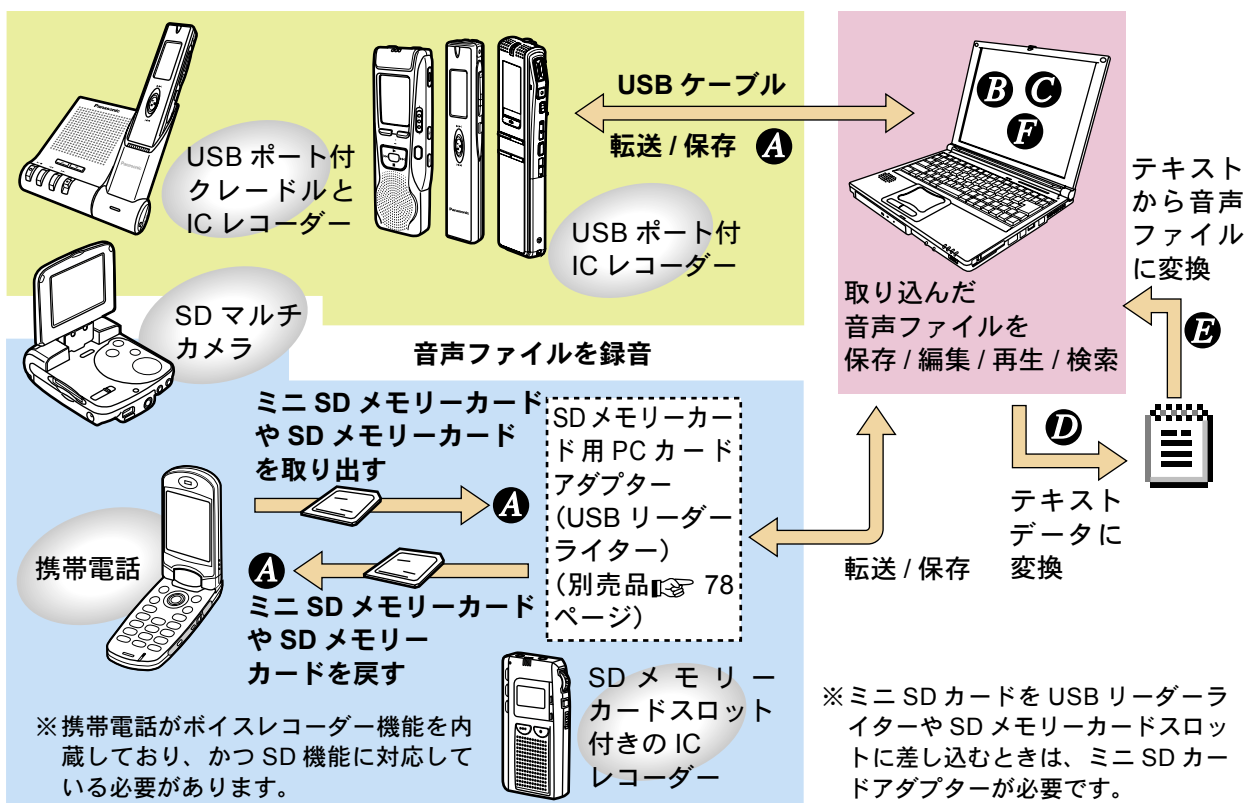 USB ポート付
クレードルと
IC レコーダー
USB ケーブル
転送 / 保存 A
USB ポート付
IC レコーダー
B C
F
取り込んだ
音声ファイルを
保存 / 編集 / 再生 / 検索
テキスト
から音声
ファイル
に変換
E
D
テキスト
データに
変換
SD マルチ
カメラ
音声ファイルを録音
ミニ SD メモリーカード
や SD メモリーカード
を取り出す
A
携帯電話
A
ミニ SD メモリーカード
や SD メモリー
カードを戻す
SD メモリーカー
ド用 PC カード
アダプター
(USB リーダー
ライター)
(別売品☞ 78
ページ)
転送 / 保存
SD メモリー
カードスロット
付きの IC
レコーダー
※携帯電話がボイスレコーダー機能を内
蔵しており、かつ SD 機能に対応して
いる必要があります。
※ミニ SD カードを USB リーダーラ
イターや SD メモリーカードスロッ
トに差し込むときは、ミニ SD カー
ドアダプターが必要です。
Panasonic